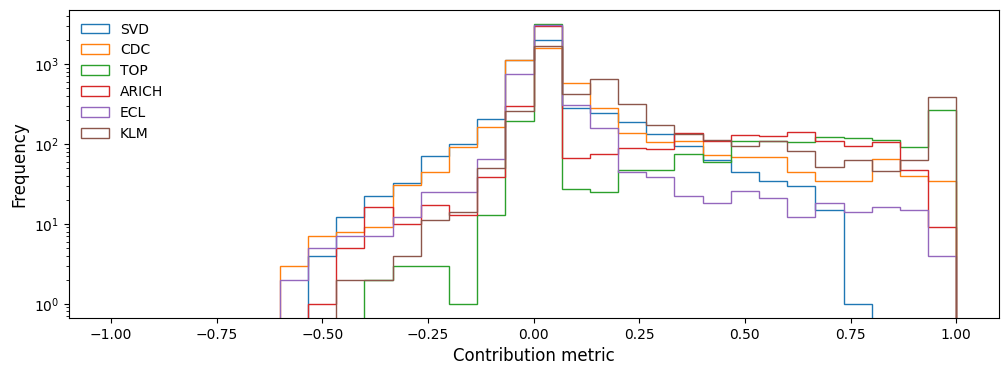 SVD
CDC
TOP
ARICH
ECL
KLM
Frequency
10³
10²
10¹
10⁰
−1.00 −0.75 −0.50 −0.25 0.00 0.25 0.50 0.75 1.00
Contribution metric